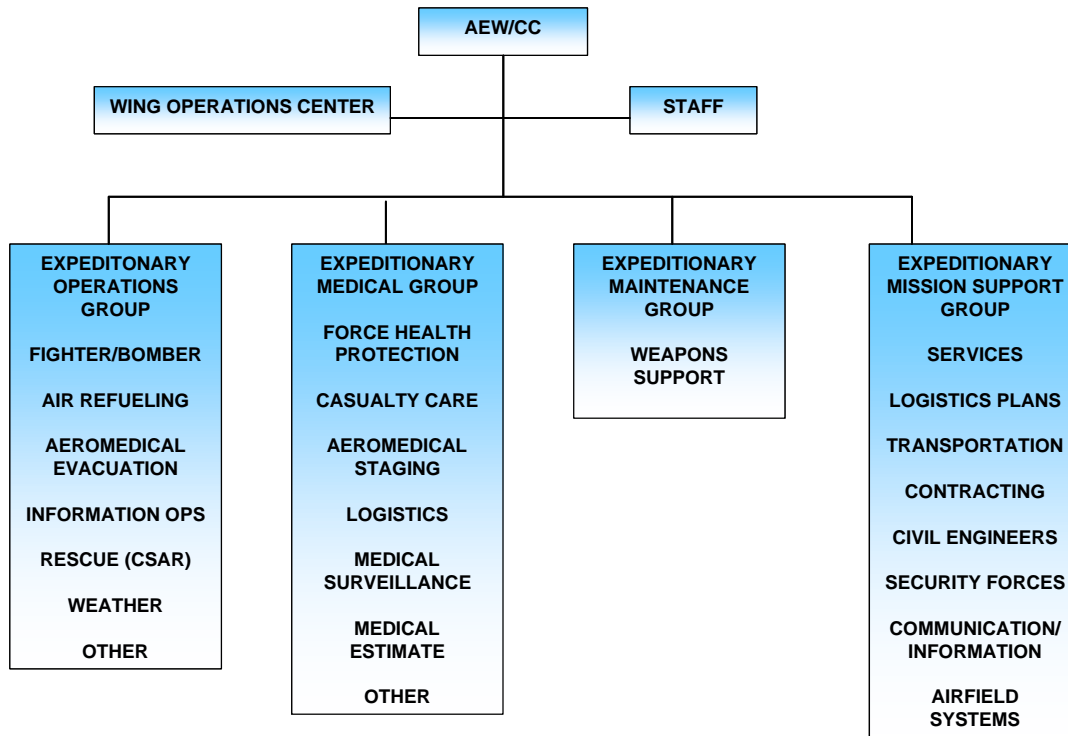 AEW/CC
WING OPERATIONS CENTER
STAFF
EXPEDITONARY
OPERATIONS
GROUP
FIGHTER/BOMBER
AIR REFUELING
AEROMEDICAL
EVACUATION
INFORMATION OPS
RESCUE (CSAR)
WEATHER
OTHER
EXPEDITIONARY
MEDICAL GROUP
FORCE HEALTH
PROTECTION
CASUALTY CARE
AEROMEDICAL
STAGING
LOGISTICS
MEDICAL
SURVEILLANCE
MEDICAL
ESTIMATE
OTHER
EXPEDITIONARY
MAINTENANCE
GROUP
WEAPONS
SUPPORT
EXPEDITIONARY
MISSION SUPPORT
GROUP
SERVICES
LOGISTICS PLANS
TRANSPORTATION
CONTRACTING
CIVIL ENGINEERS
SECURITY FORCES
COMMUNICATION/
INFORMATION
AIRFIELD
SYSTEMS